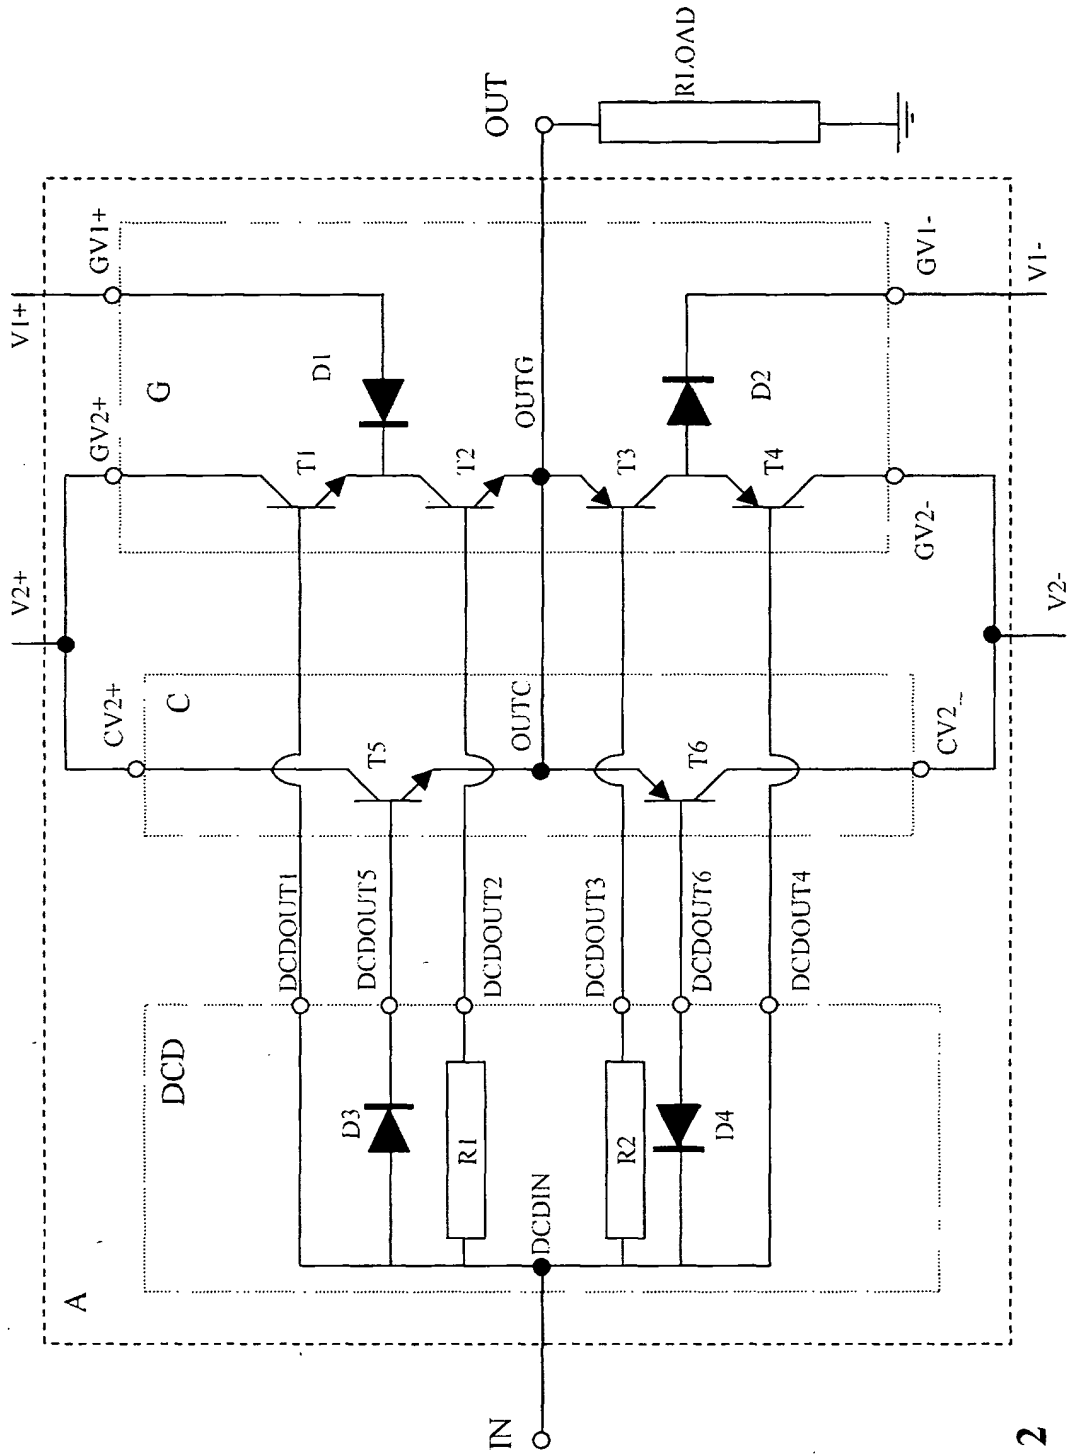 A
DCD
C
G
V2+
V1+
CV2+
GV2+
GV1+
DCDOUT1
T1
D1
D3
DCDOUT5
T5
R1
DCDOUT2
T2
IN
DCDIN
OUTC
OUTG
OUT
RLOAD
R2
DCDOUT3
T3
D4
DCDOUT6
T6
D2
DCDOUT4
T4
CV2-
GV2-
GV1-
V2-
V1-
2